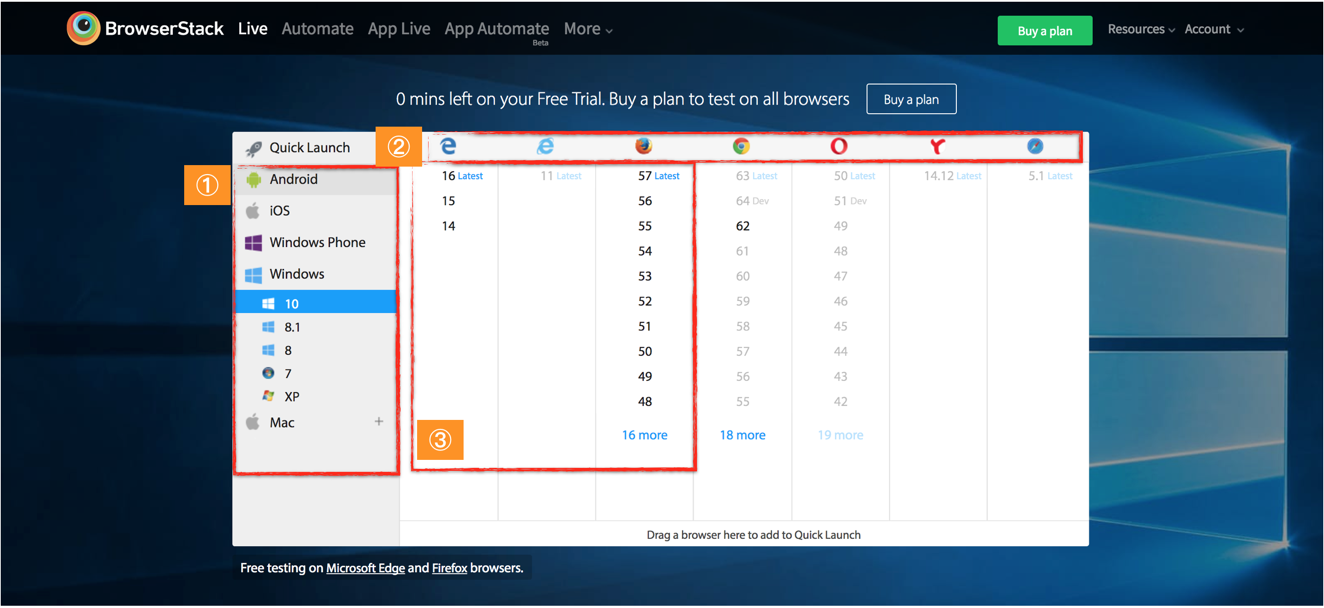 BrowserStack Live Automate App Live App Automate More Buy a plan Resources Account
Beta
0 mins left on your Free Trial. Buy a plan to test on all browsers Buy a plan
Quick Launch ②
① Android
iOS
Windows Phone
Windows
10
8.1
8
7
XP
Mac +
16 Latest 11 Latest 57 Latest 63 Latest 50 Latest 14.12 Latest 5.1 Latest
15 56 64 Dev 51 Dev
14 55 62 49
54 61 48
53 60 47
52 59 46
51 58 45
50 57 44
49 56 43
48 55 42
③ 16 more 18 more 19 more
Drag a browser here to add to Quick Launch
Free testing on Microsoft Edge and Firefox browsers.